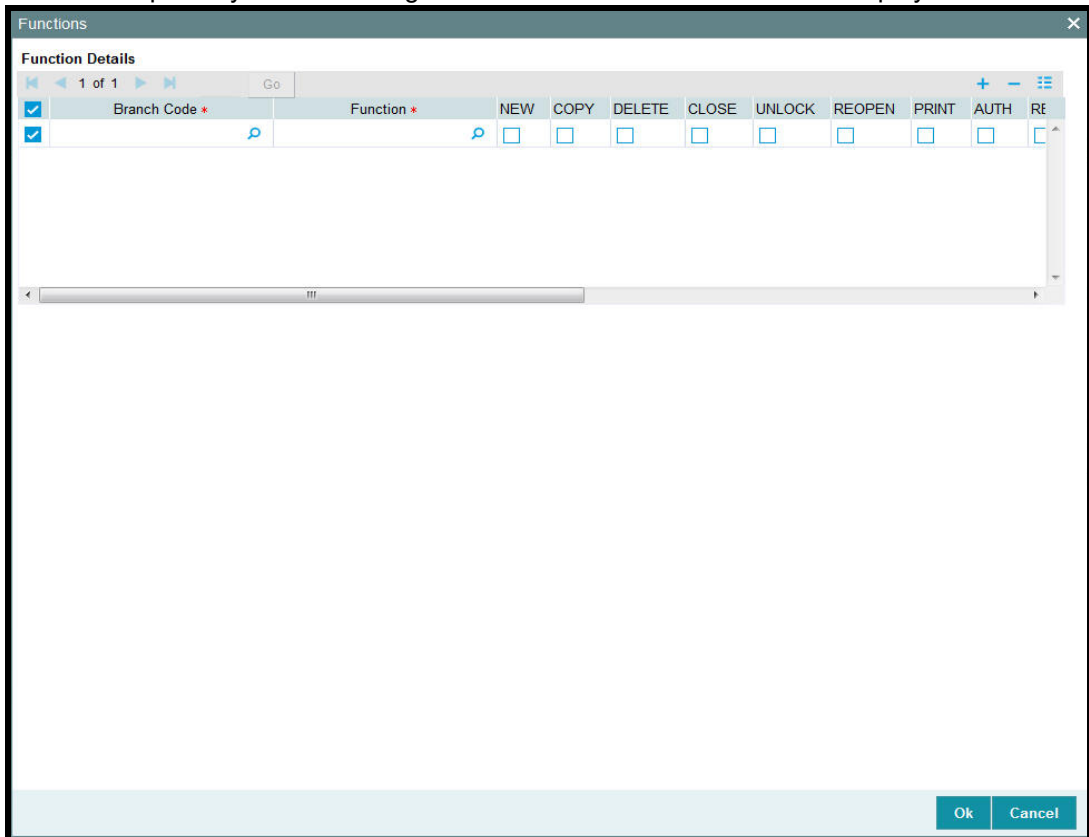 Functions
Function Details
1 of 1 Go
Branch Code * Function * NEW COPY DELETE CLOSE UNLOCK REOPEN PRINT AUTH RE
Ok Cancel